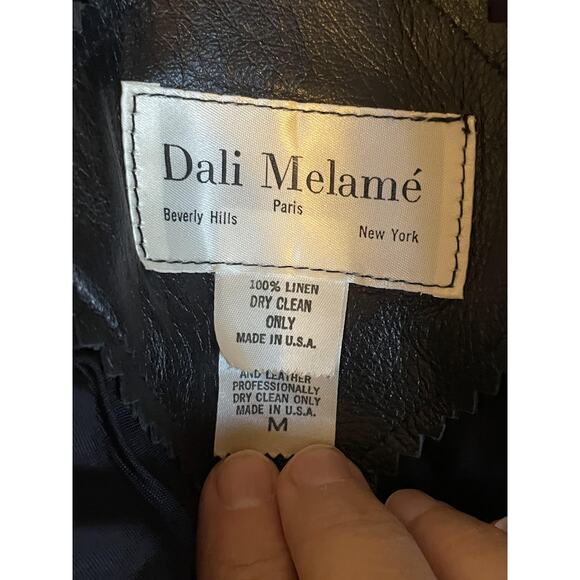 Dali Melamé
Paris
Beverly Hills
New York
100% LINEN
DRY CLEAN
ONLY
MADE IN U.S.A.
AND LEATHER
PROFESSIONALLY
DRY CLEAN ONLY
MADE IN U.S.A.
M